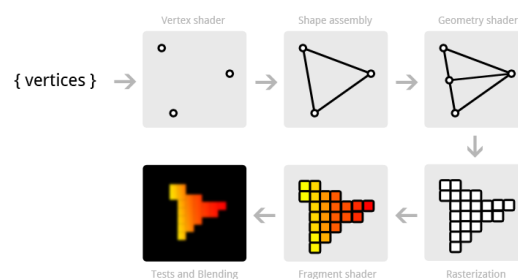 Vertex shader
Shape assembly
Geometry shader
{ vertices }
Tests and Blending
Fragment shader
Rasterization